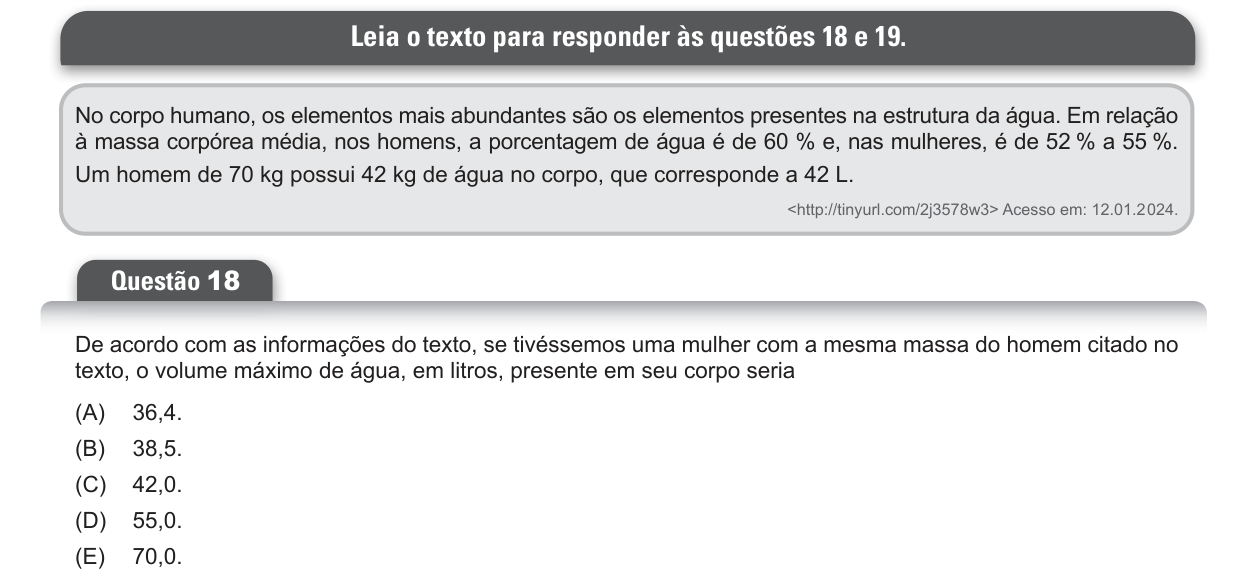 Leia o texto para responder às questões 18 e 19.
No corpo humano, os elementos mais abundantes são os elementos presentes na estrutura da água. Em relação
à massa corpórea média, nos homens, a porcentagem de água é de 60 % e, nas mulheres, é de 52 % a 55 %.
Um homem de 70 kg possui 42 kg de água no corpo, que corresponde a 42 L.
<http://tinyurl.com/2j3578w3> Acesso em: 12.01.2024.
Questão 18
De acordo com as informações do texto, se tivéssemos uma mulher com a mesma massa do homem citado no
texto, o volume máximo de água, em litros, presente em seu corpo seria
(A) 36,4.
(B) 38,5.
(C) 42,0.
(D) 55,0.
(E) 70,0.